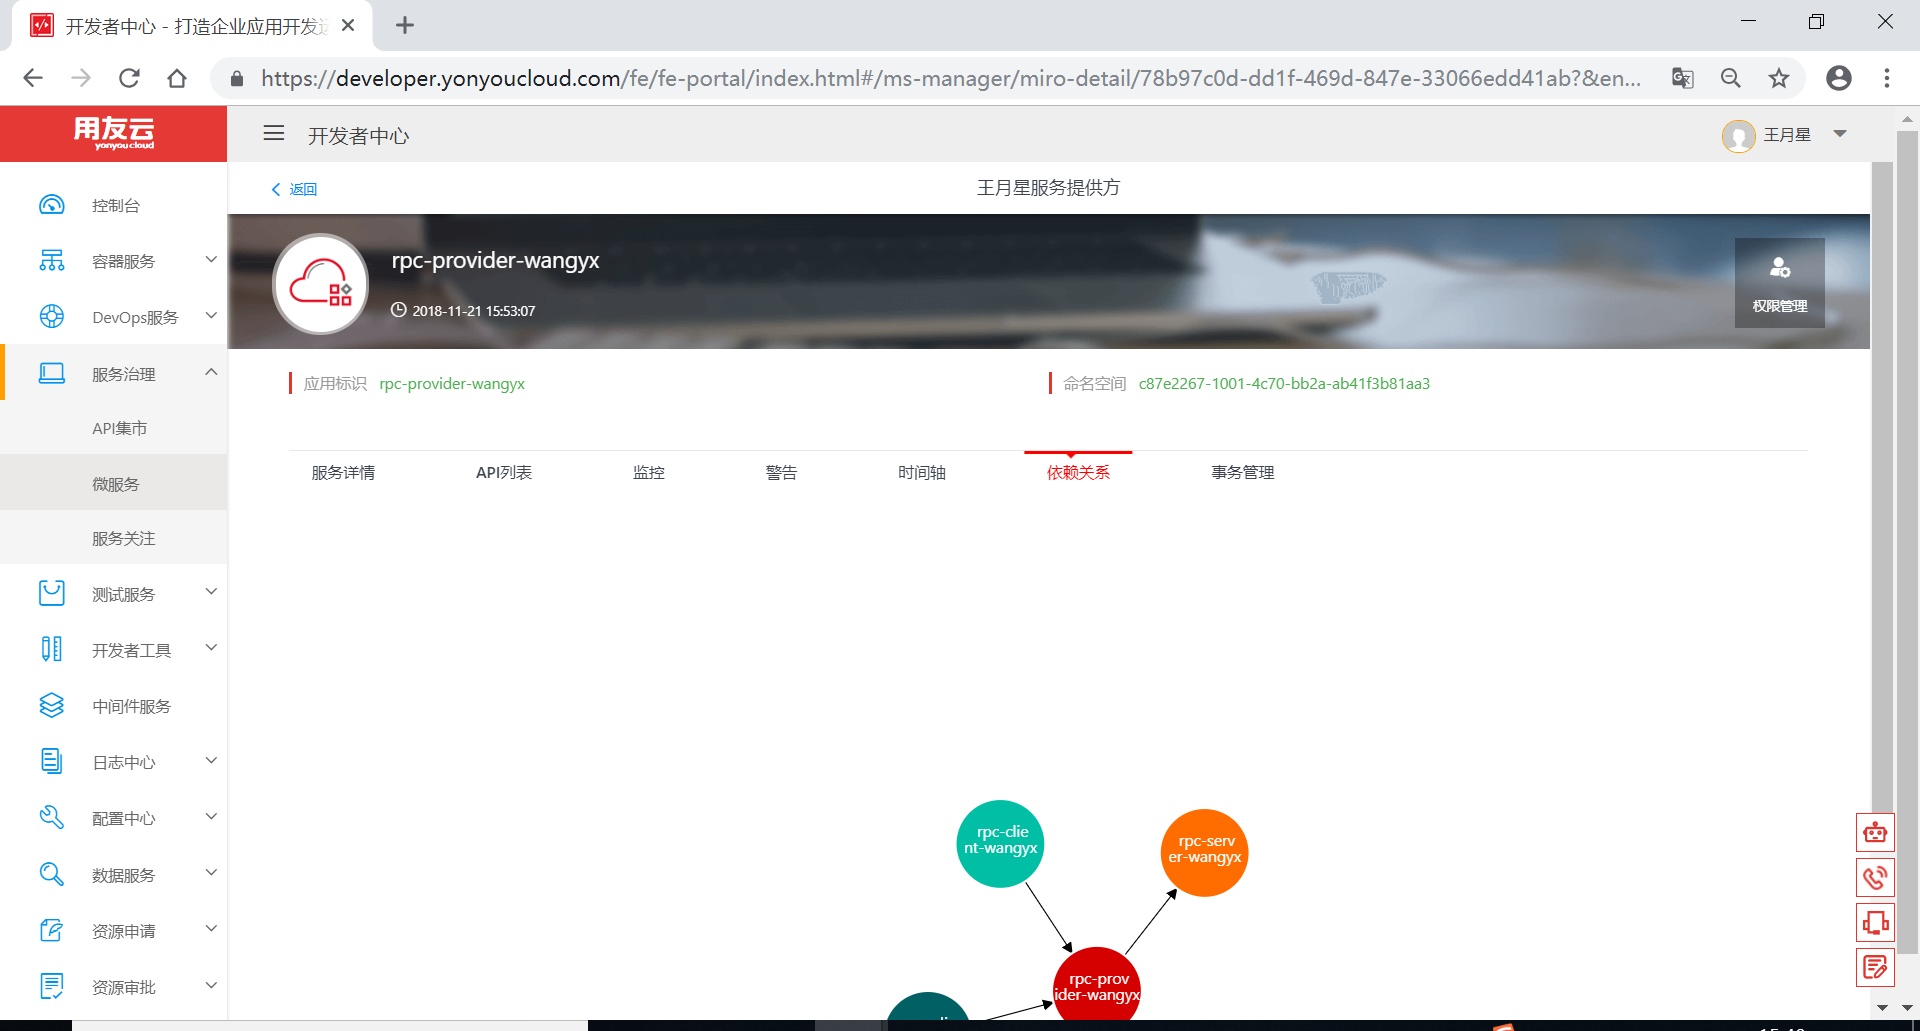 开发者中心 - 打造企业应用开发
https://developer.yonyoucloud.com/fe/fe-portal/index.html#/ms-manager/miro-detail/78b97c0d-dd1f-469d-847e-33066edd41ab?&en...
用友云
yonyou cloud
开发者中心
王月星
返回
王月星服务提供方
控制台
容器服务
DevOps服务
服务治理
API集市
微服务
服务关注
测试服务
开发者工具
中间件服务
日志中心
配置中心
数据服务
资源申请
资源审批
rpc-provider-wangyx
2018-11-21 15:53:07
权限管理
应用标识 rpc-provider-wangyx
命名空间 c87e2267-1001-4c70-bb2a-ab41f3b81aa3
服务详情 API列表 监控 警告 时间轴 依赖关系 事务管理
rpc-clie
nt-wangyx
rpc-serv
er-wangyx
rpc-prov
ider-wangyx